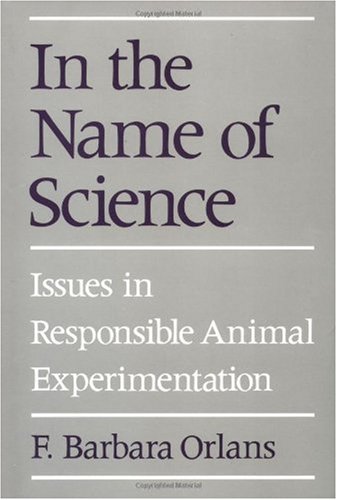 In the
Name of
Science
Issues in
Responsible Animal
Experimentation
F. Barbara Orlans